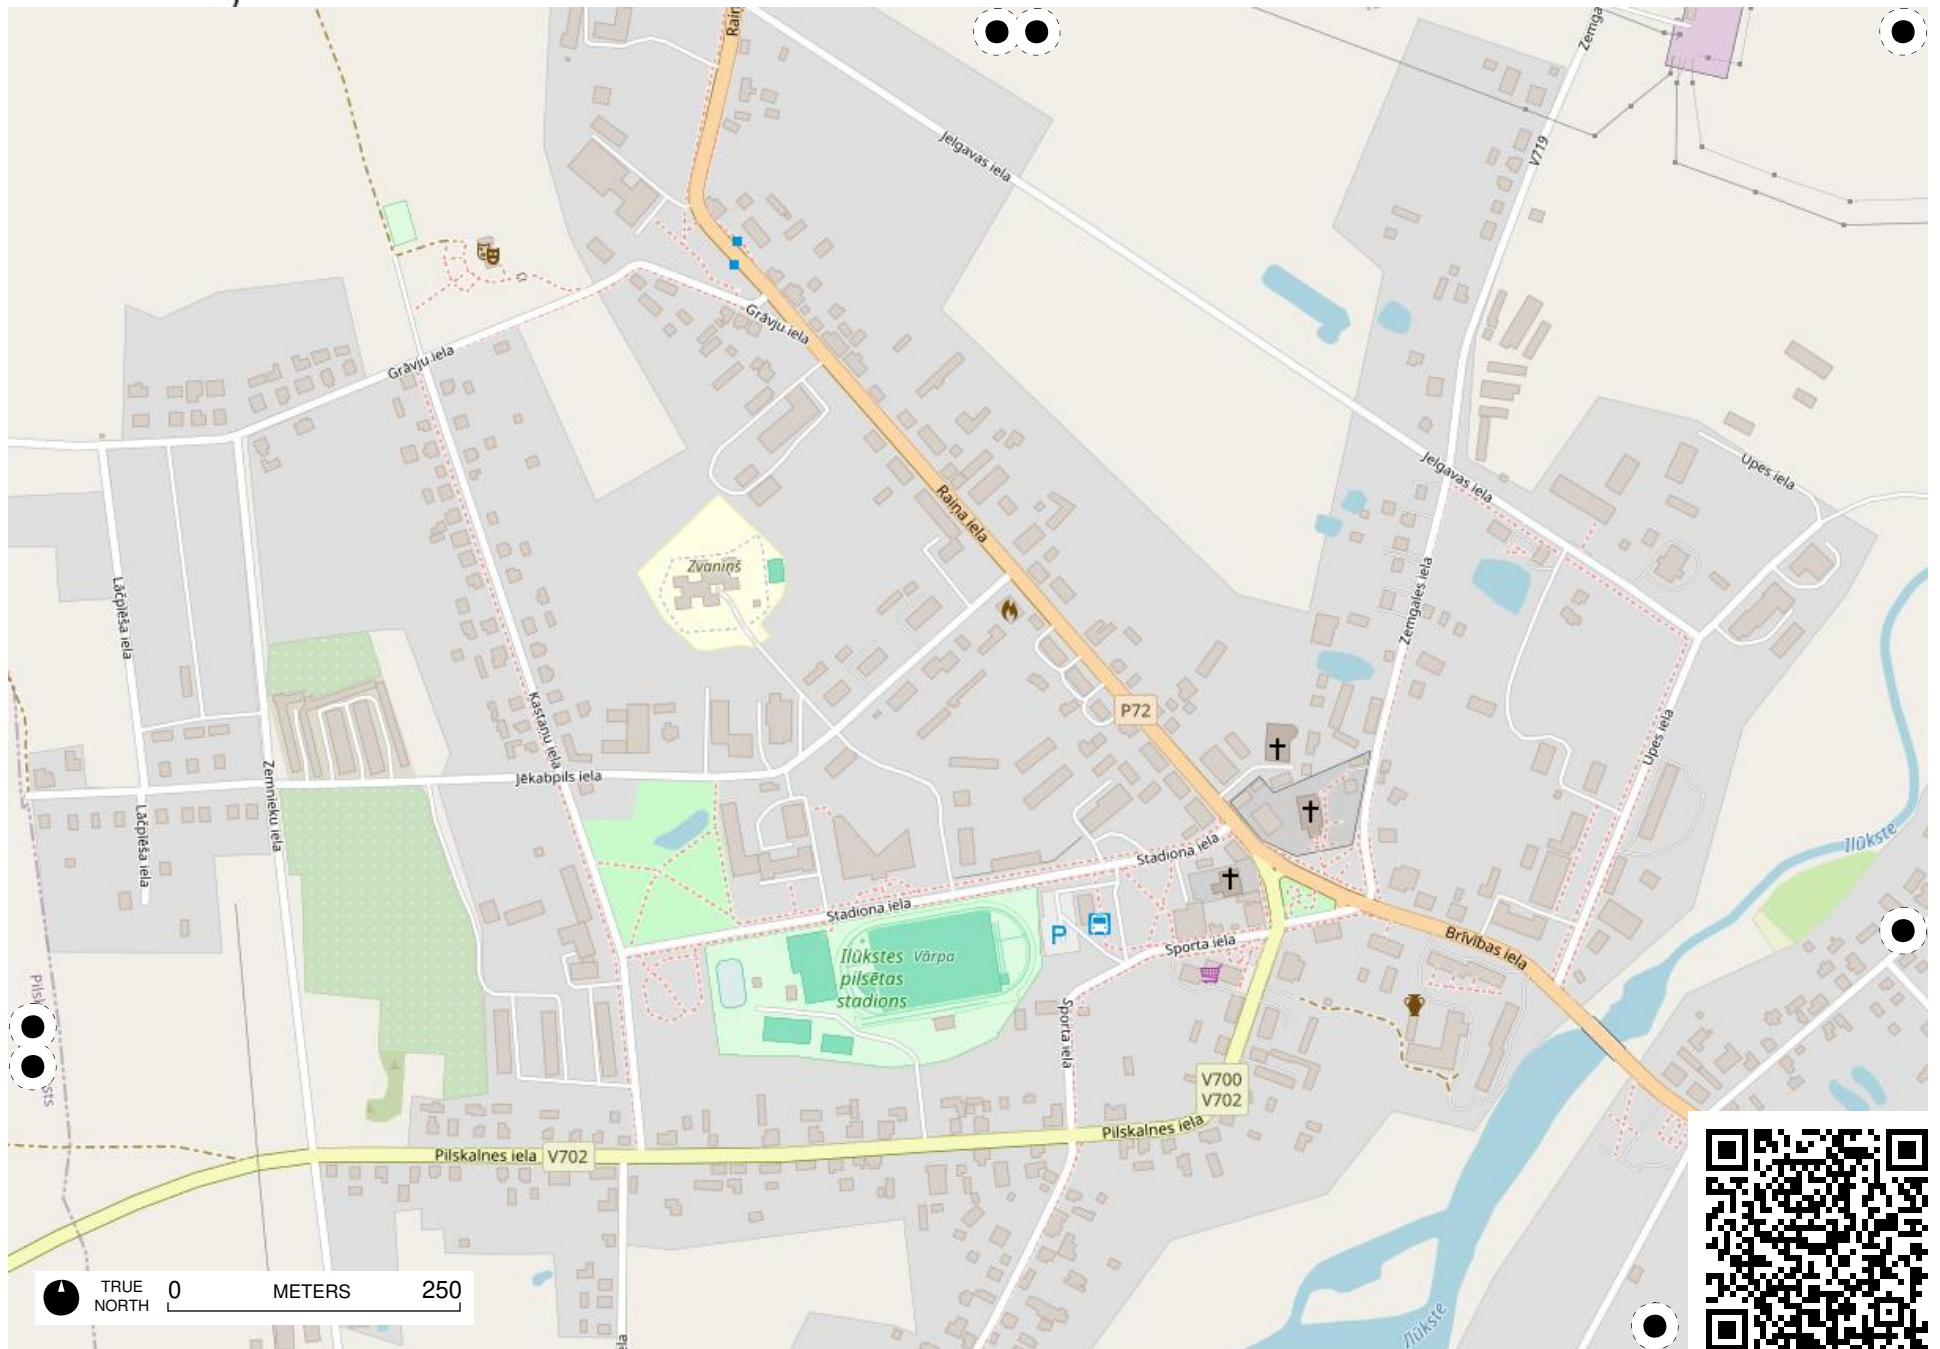 Jelgavas iela
V719
Grāvju iela
Grāvju iela
Jelgavas iela
Upes iela
Raiņa iela
Zvaniņš
Lāčplēša iela
Zemgales iela
Kastaņu iela
P72
Upes iela
Jēkabpils iela
Zemnieku iela
Lāčplēša iela
Ilūkste
Stadiona iela
Stadiona iela
P
Sporta iela
Brīvības iela
Ilūkstes
pilsētas
stadions
Vārpa
Sporta iela
V700
V702
Pilskalnes iela
Pilskalnes iela
V702
TRUE
NORTH
0
METERS
250
Ilūkste